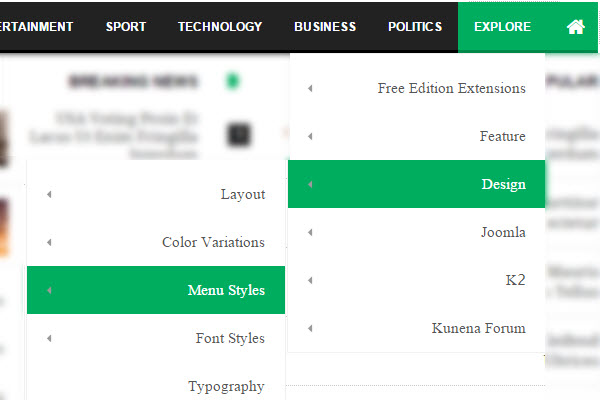 ERTAINMENT SPORT TECHNOLOGY BUSINESS POLITICS EXPLORE
BREAKING NEWS
PULAR
Free Edition Extensions
Feature
Design
Joomla
K2
Kunena Forum
Layout
Color Variations
Menu Styles
Font Styles
Typography